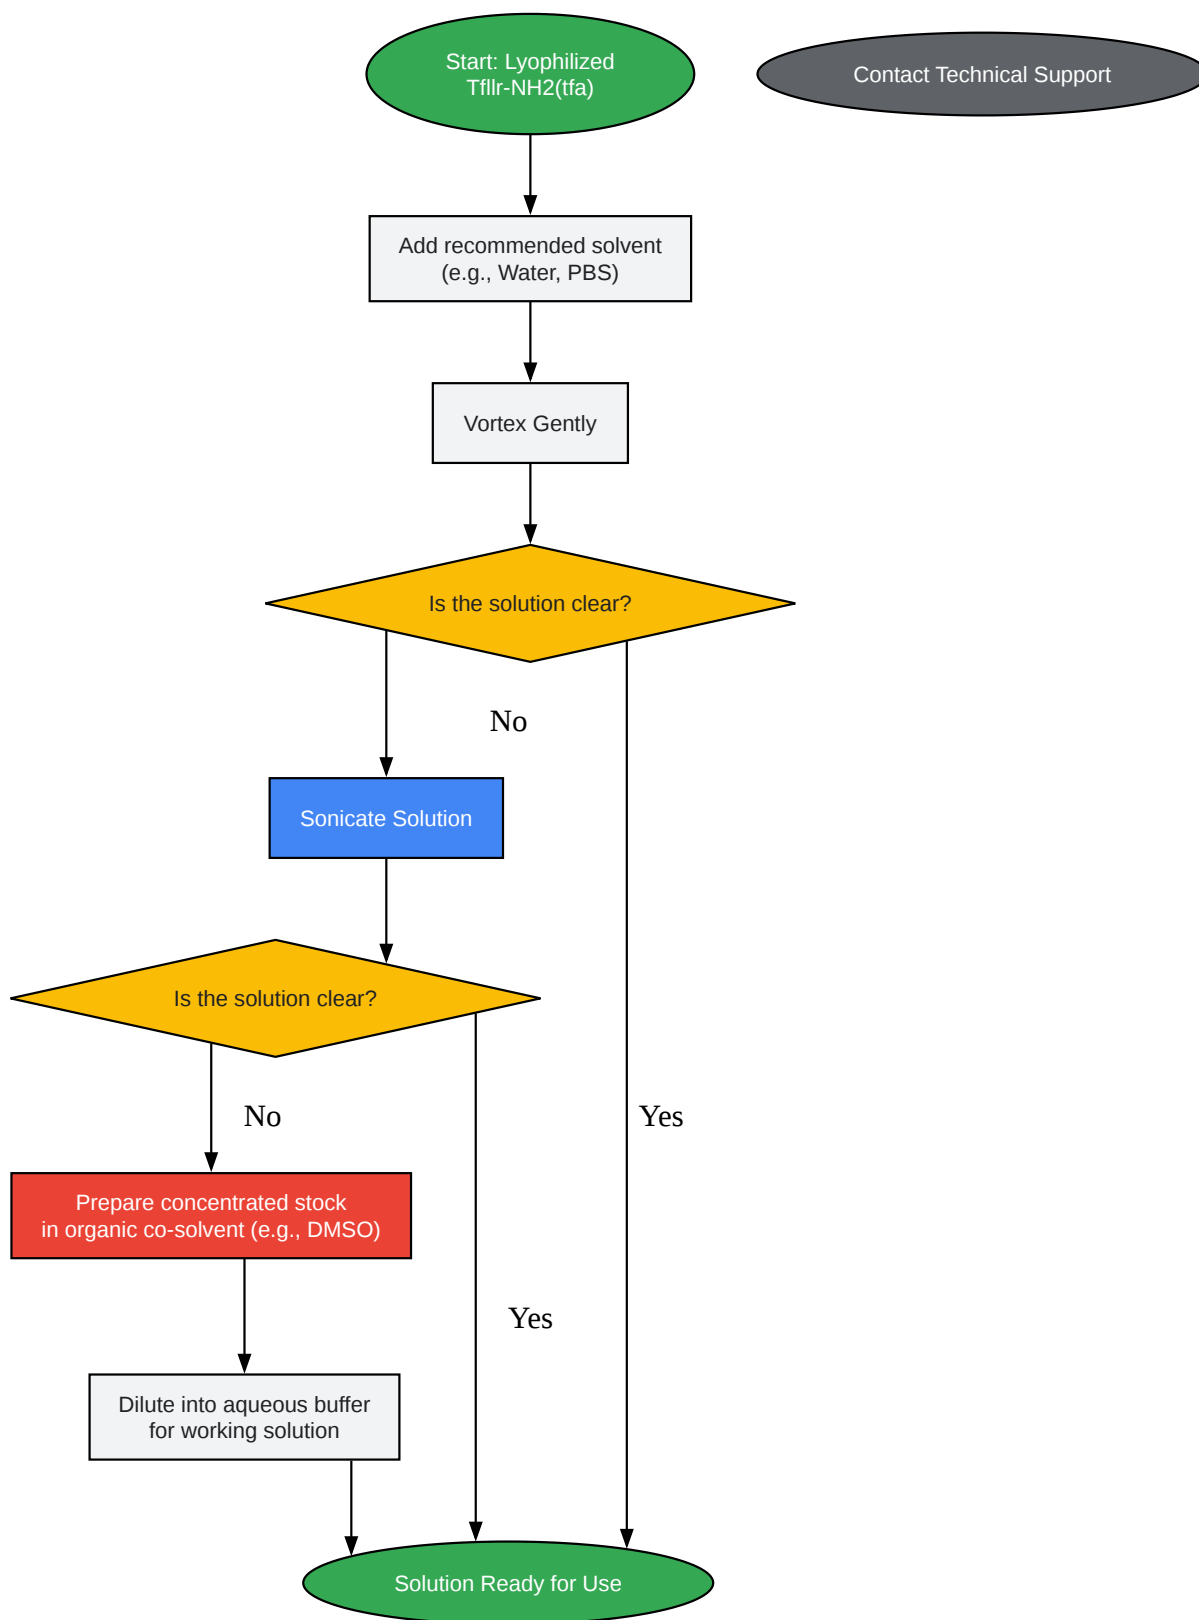 Start: Lyophilized
Tfllr-NH2(tfa)
Contact Technical Support
Add recommended solvent
(e.g., Water, PBS)
Vortex Gently
Is the solution clear?
No
Sonicate Solution
Is the solution clear?
No
Yes
Prepare concentrated stock
in organic co-solvent (e.g., DMSO)
Yes
Dilute into aqueous buffer
for working solution
Solution Ready for Use